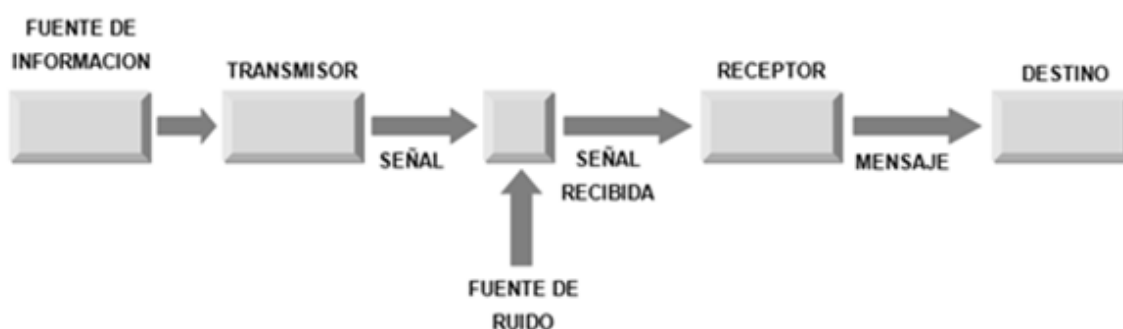 FUENTE DE
INFORMACION
TRANSMISOR
SEÑAL
SEÑAL
RECIBIDA
RECEPTOR
MENSAJE
DESTINO
FUENTE DE
RUIDO